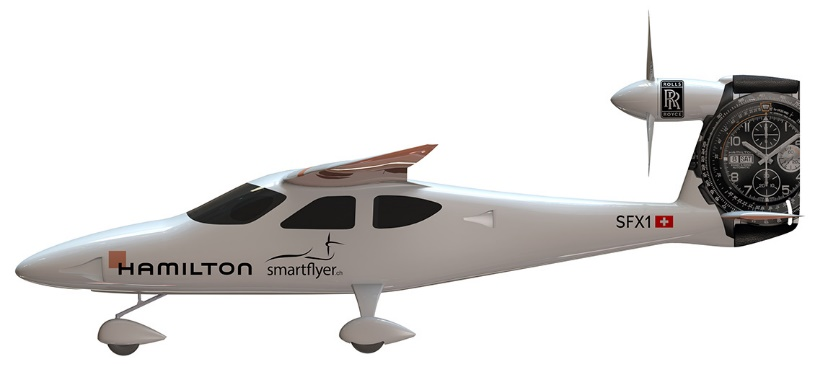 ROLLS
RR
ROYCE
SFX1
HAMILTON
smartflyer.ch